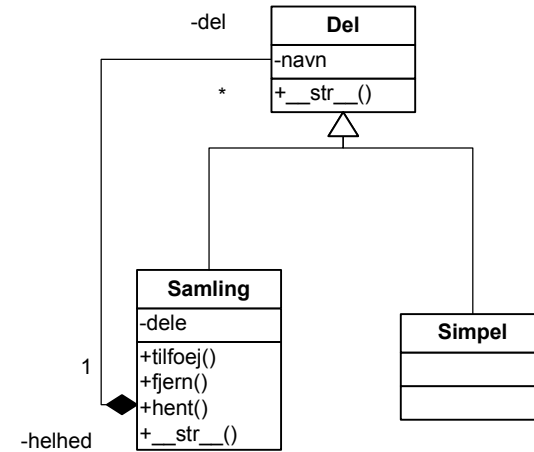 -del
Del
-navn
*
+__str__()
Samling
-dele
+tilfoej()
+fjern()
+hent()
+__str__()
1
-helhed
Simpel